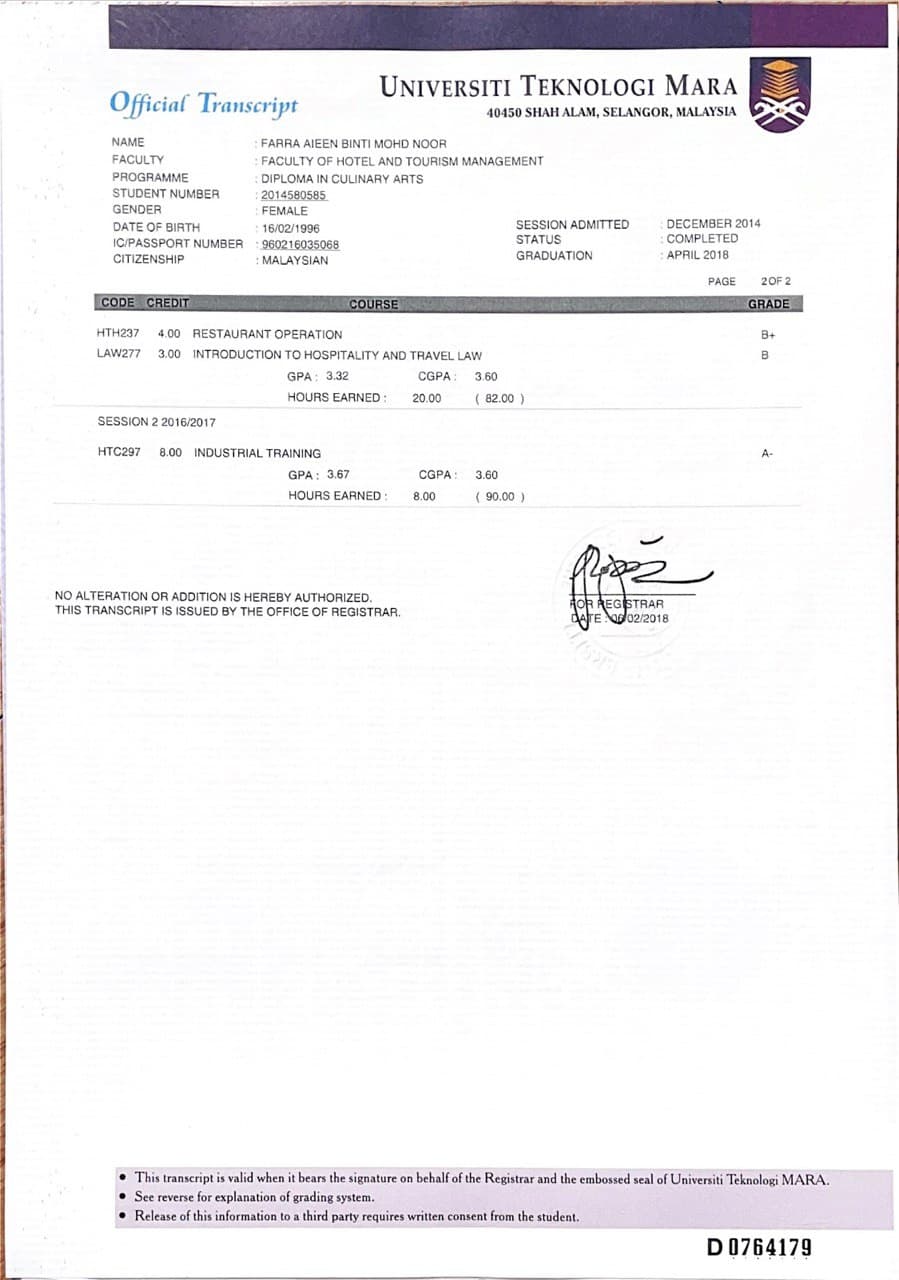 Official Transcript
UNIVERSITI TEKNOLOGI MARA
40450 SHAH ALAM, SELANGOR, MALAYSIA
NAME : FARRA AIEEN BINTI MOHD NOOR
FACULTY : FACULTY OF HOTEL AND TOURISM MANAGEMENT
PROGRAMME : DIPLOMA IN CULINARY ARTS
STUDENT NUMBER : 2014580585
GENDER : FEMALE
DATE OF BIRTH : 16/02/1996 SESSION ADMITTED : DECEMBER 2014
IC/PASSPORT NUMBER : 960216035068 STATUS : COMPLETED
CITIZENSHIP : MALAYSIAN GRADUATION : APRIL 2018
PAGE 2 OF 2
CODE CREDIT COURSE GRADE
HTH237 4.00 RESTAURANT OPERATION B+
LAW277 3.00 INTRODUCTION TO HOSPITALITY AND TRAVEL LAW B
GPA : 3.32 CGPA : 3.60
HOURS EARNED : 20.00 ( 82.00 )
SESSION 2 2016/2017
HTC297 8.00 INDUSTRIAL TRAINING A-
GPA : 3.67 CGPA : 3.60
HOURS EARNED : 8.00 ( 90.00 )
NO ALTERATION OR ADDITION IS HEREBY AUTHORIZED.
THIS TRANSCRIPT IS ISSUED BY THE OFFICE OF REGISTRAR.
FOR REGISTRAR
DATE : 06/02/2018
• This transcript is valid when it bears the signature on behalf of the Registrar and the embossed seal of Universiti Teknologi MARA.
• See reverse for explanation of grading system.
• Release of this information to a third party requires written consent from the student.
D 0764179